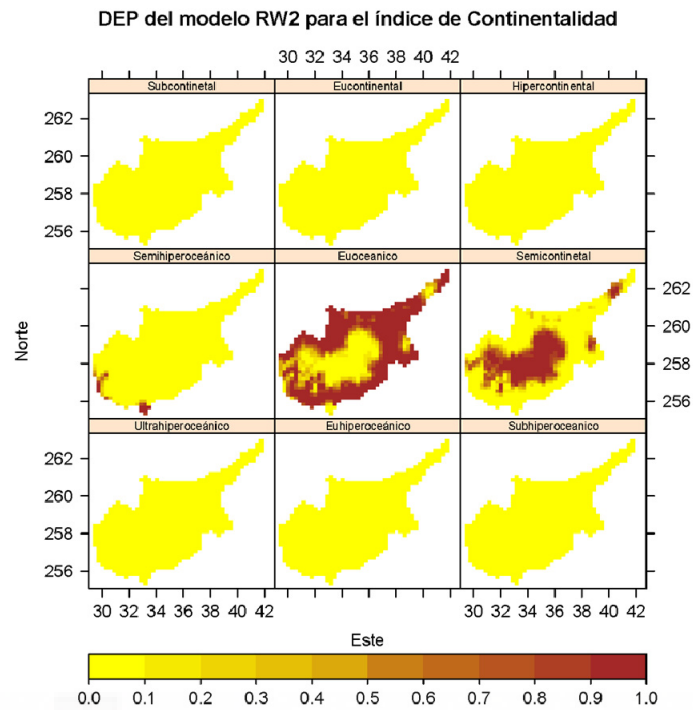 DEP del modelo RW2 para el índice de Continentalidad
30 32 34 36 38 40 42
Subcontinetal Eucontinental Hipercontinental
262
260
258
256
Semihiperoceánico Euoceanico Semicontinetal
262
260
258
256
Norte
Ultrahiperoceánico Euhiperoceánico Subhiperoceanico
262
260
258
256
30 32 34 36 38 40 42 30 32 34 36 38 40 42
Este
0.0 0.1 0.2 0.3 0.4 0.5 0.6 0.7 0.8 0.9 1.0